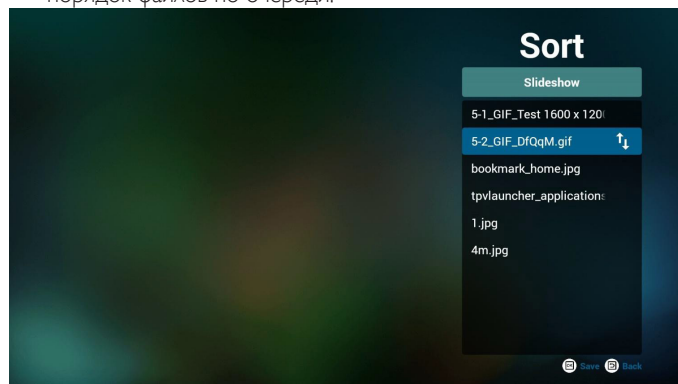 порядок файлов по очереди.
Sort
Slideshow
5-1_GIF_Test 1600 x 120
5-2_GIF_DfQqM.gif
bookmark_home.jpg
tpvlauncher_applications
1.jpg
4m.jpg
Save Back